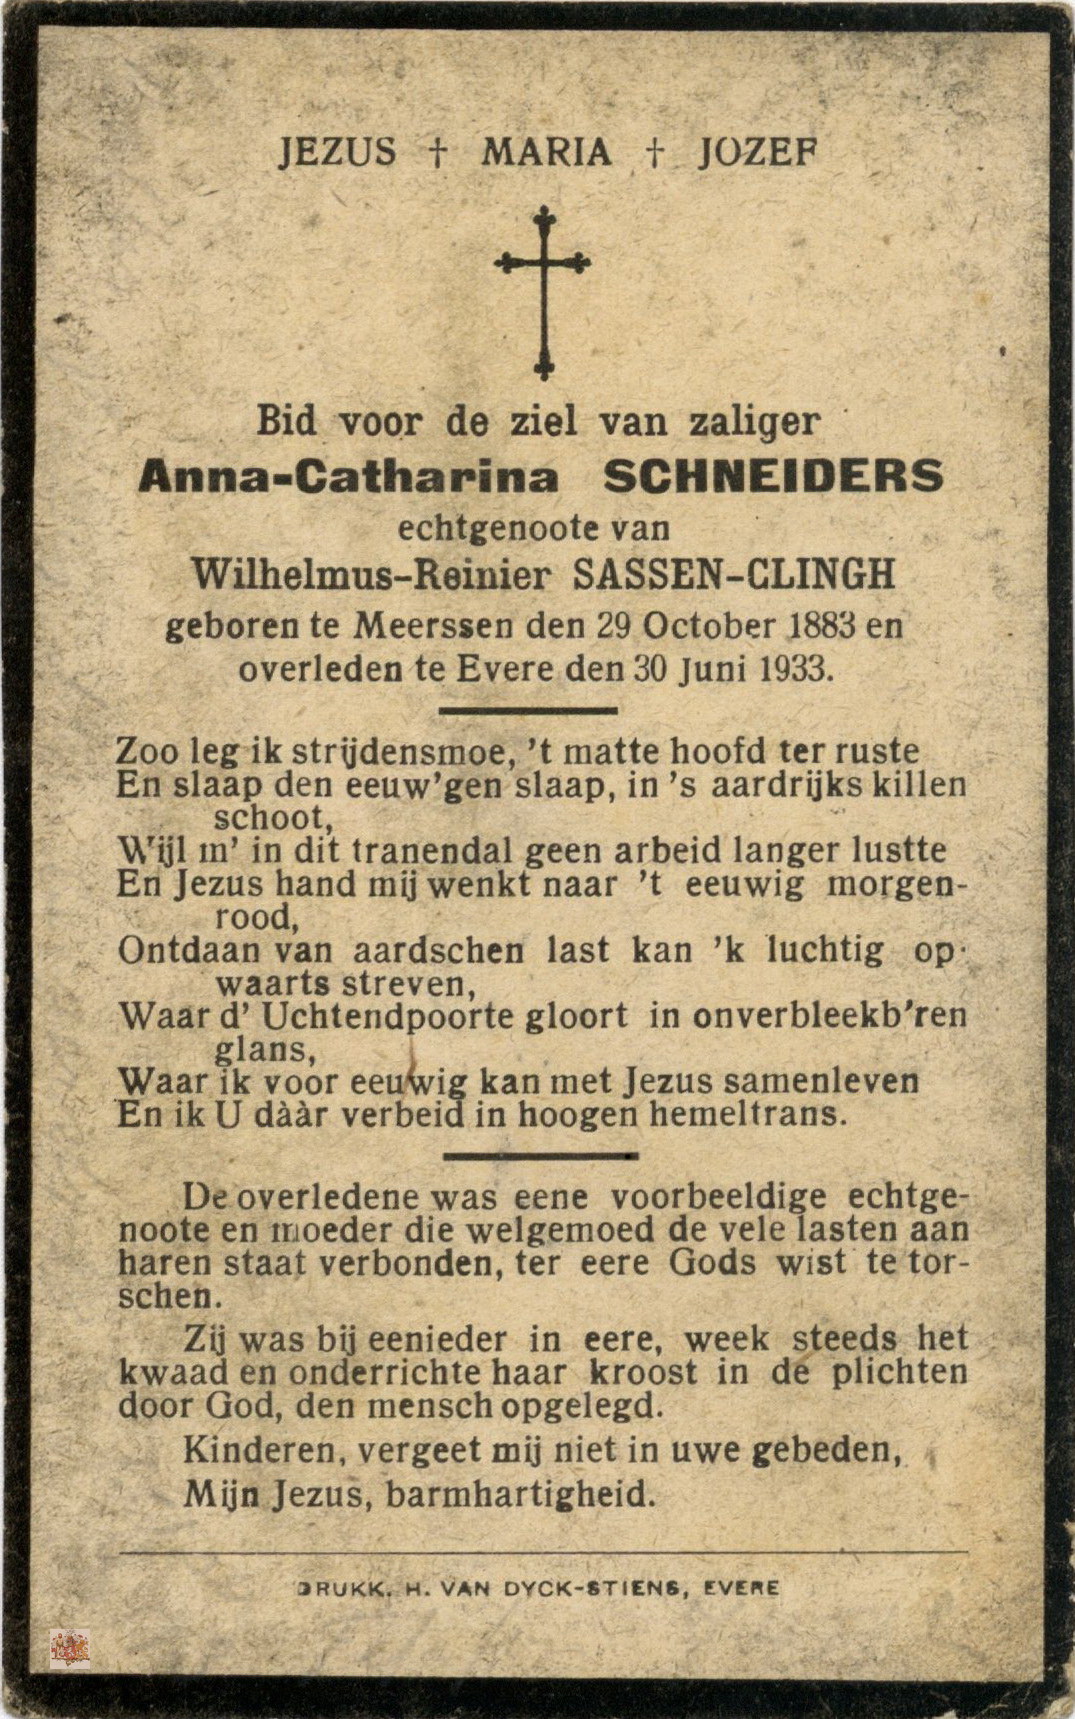 JEZUS † MARIA † JOZEF
Bid voor de ziel van zaliger
Anna-Catharina SCHNEIDERS
echtgenoote van
Wilhelmus-Reinier SASSEN-CLINGH
geboren te Meerssen den 29 October 1883 en
overleden te Evere den 30 Juni 1933.
Zoo leg ik strijdensmoe, 't matte hoofd ter ruste
En slaap den eeuw'gen slaap, in 's aardrijks killen
schoot,
Wijl m' in dit tranendal geen arbeid langer lustte
En Jezus hand mij wenkt naar 't eeuwig morgen-
rood,
Ontdaan van aardschen last kan 'k luchtig op-
waarts streven,
Waar d' Uchtendpoorte gloort in onverbleekb'ren
glans,
Waar ik voor eeuwig kan met Jezus samenleven
En ik U dààr verbeid in hoogen hemeltrans.
De overledene was eene voorbeeldige echtge-
noote en moeder die welgemoed de vele lasten aan
haren staat verbonden, ter eere Gods wist te tor-
schen.
Zij was bij eenieder in eere, week steeds het
kwaad en onderrichte haar kroost in de plichten
door God, den mensch opgelegd.
Kinderen, vergeet mij niet in uwe gebeden,
Mijn Jezus, barmhartigheid.
DRUKK. H. VAN DYCK-STIENS, EVERE